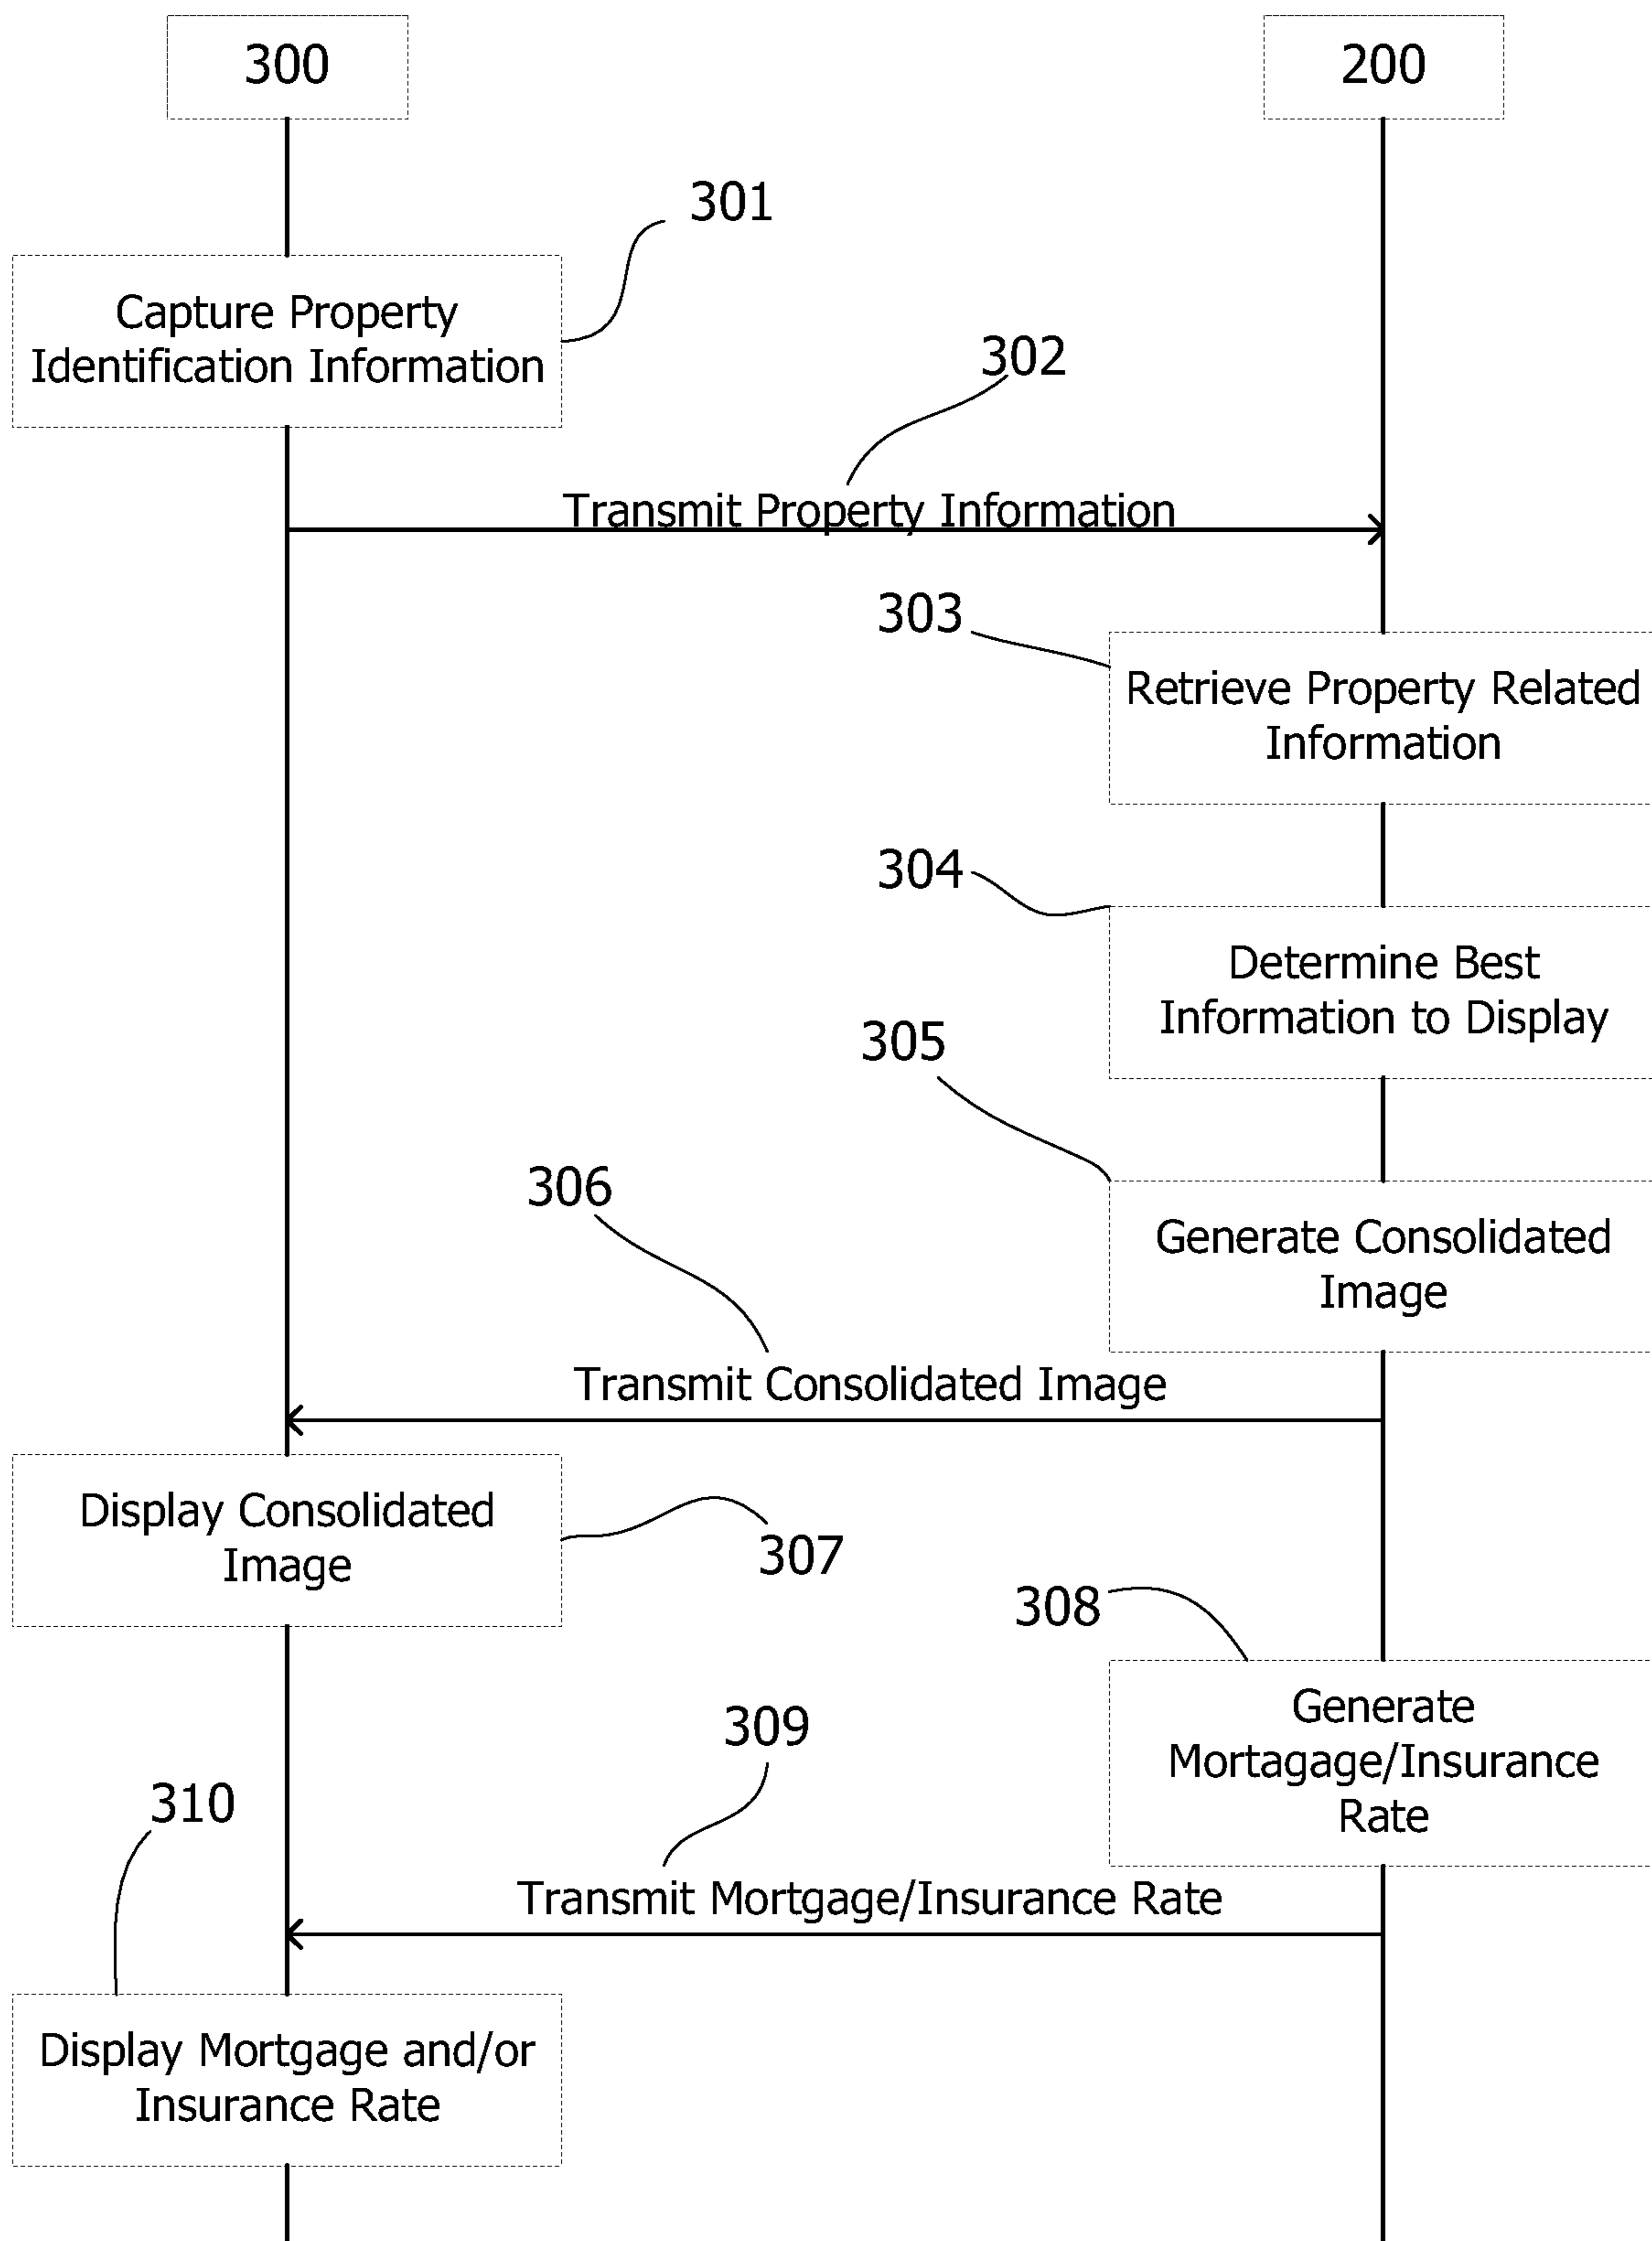 300
200
301
Capture Property
Identification Information
302
Transmit Property Information
303
Retrieve Property Related
Information
304
Determine Best
Information to Display
305
Generate Consolidated
Image
306
Transmit Consolidated Image
Display Consolidated
Image
307
308
Generate
Mortagage/Insurance
Rate
309
310
Transmit Mortgage/Insurance Rate
Display Mortgage and/or
Insurance Rate